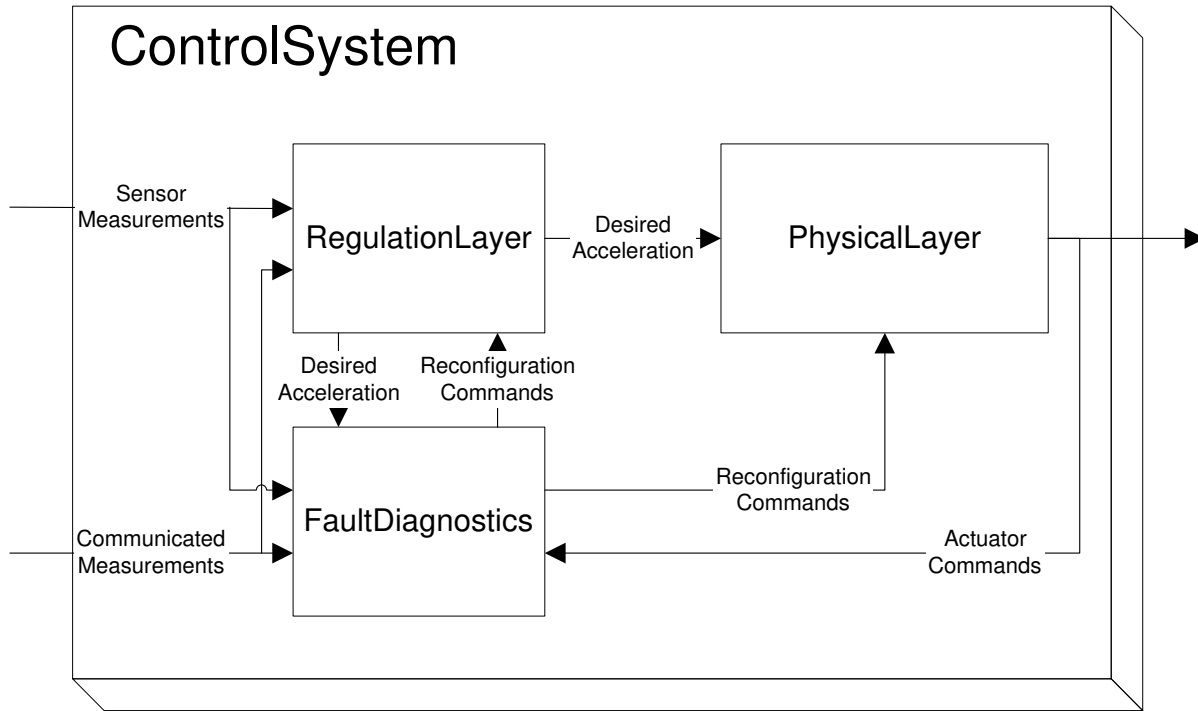 ControlSystem
Sensor
Measurements
RegulationLayer
Desired
Acceleration
PhysicalLayer
Desired
Acceleration
Reconfiguration
Commands
Reconfiguration
Commands
FaultDiagnostics
Communicated
Measurements
Actuator
Commands